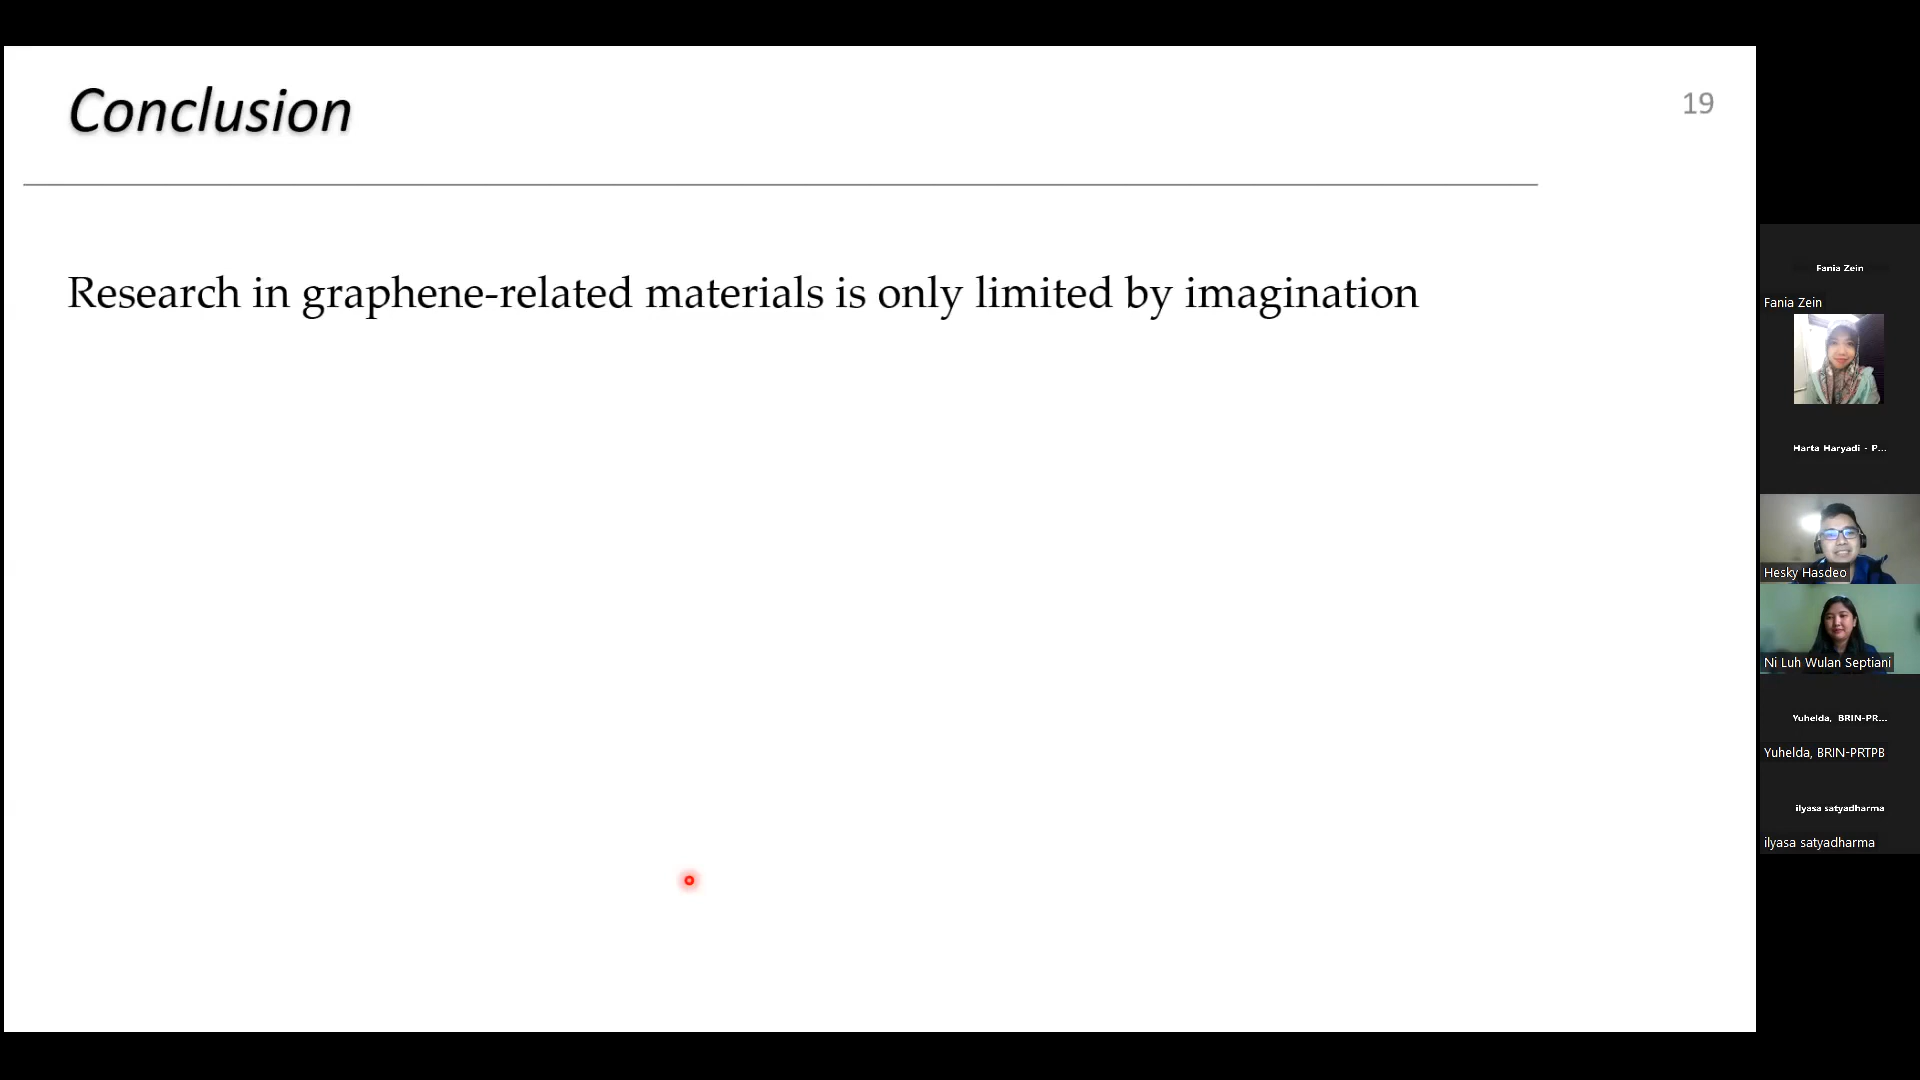 Conclusion
19
Research in graphene-related materials is only limited by imagination
Fania Zein
Fania Zein
Harta Haryadi - P...
Hesky Hasdeo
Ni Luh Wulan Septiani
Yuhelda, BRIN-PR...
Yuhelda, BRIN-PRTPB
ilyasa satyadharma
ilyasa satyadharma